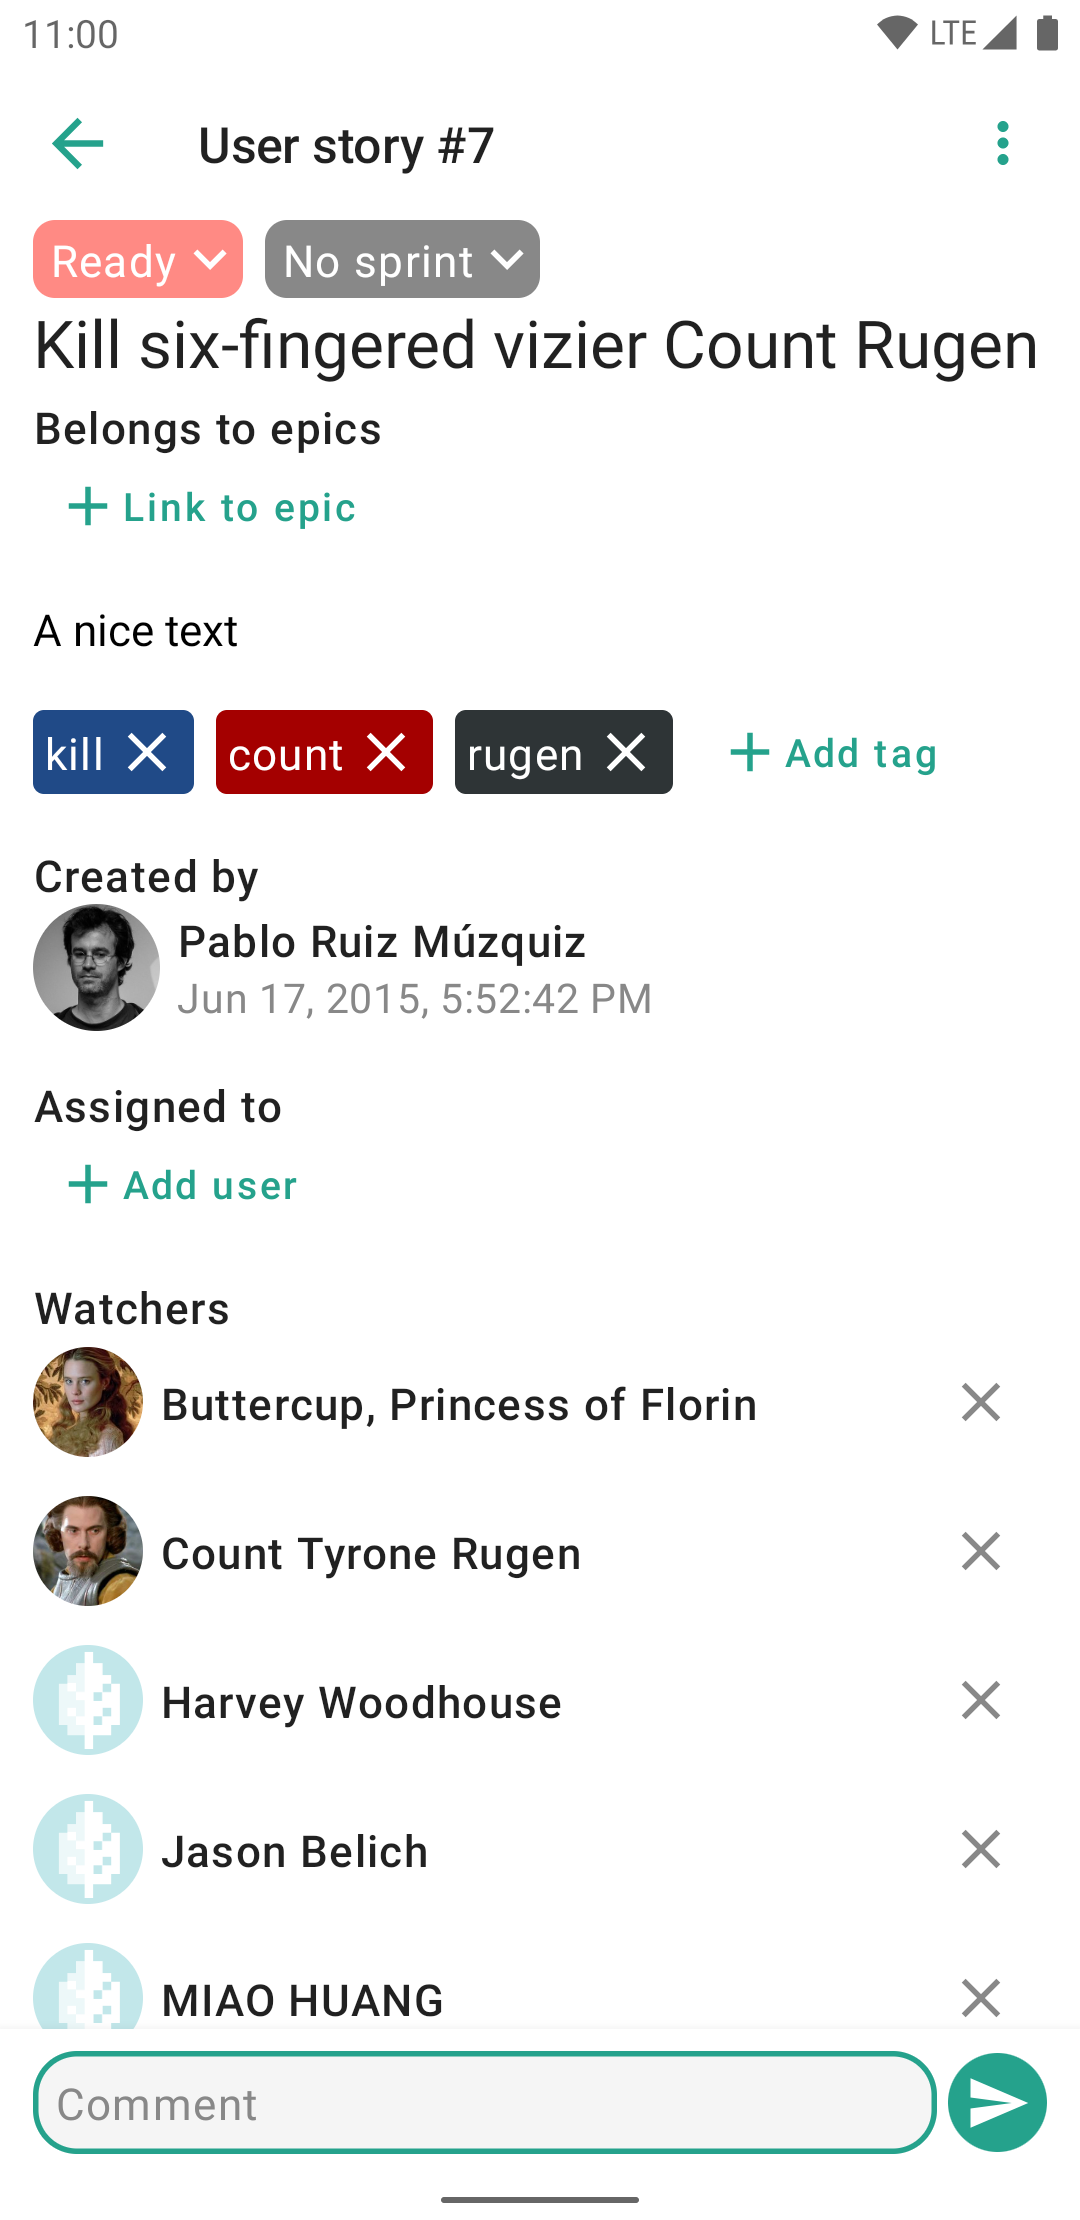 11:00 LTE
User story #7
Ready No sprint
Kill six-fingered vizier Count Rugen
Belongs to epics
Link to epic
A nice text
kill count rugen Add tag
Created by
Pablo Ruiz Múzquiz
Jun 17, 2015, 5:52:42 PM
Assigned to
Add user
Watchers
Buttercup, Princess of Florin
Count Tyrone Rugen
Harvey Woodhouse
Jason Belich
MIAO HUANG
Comment